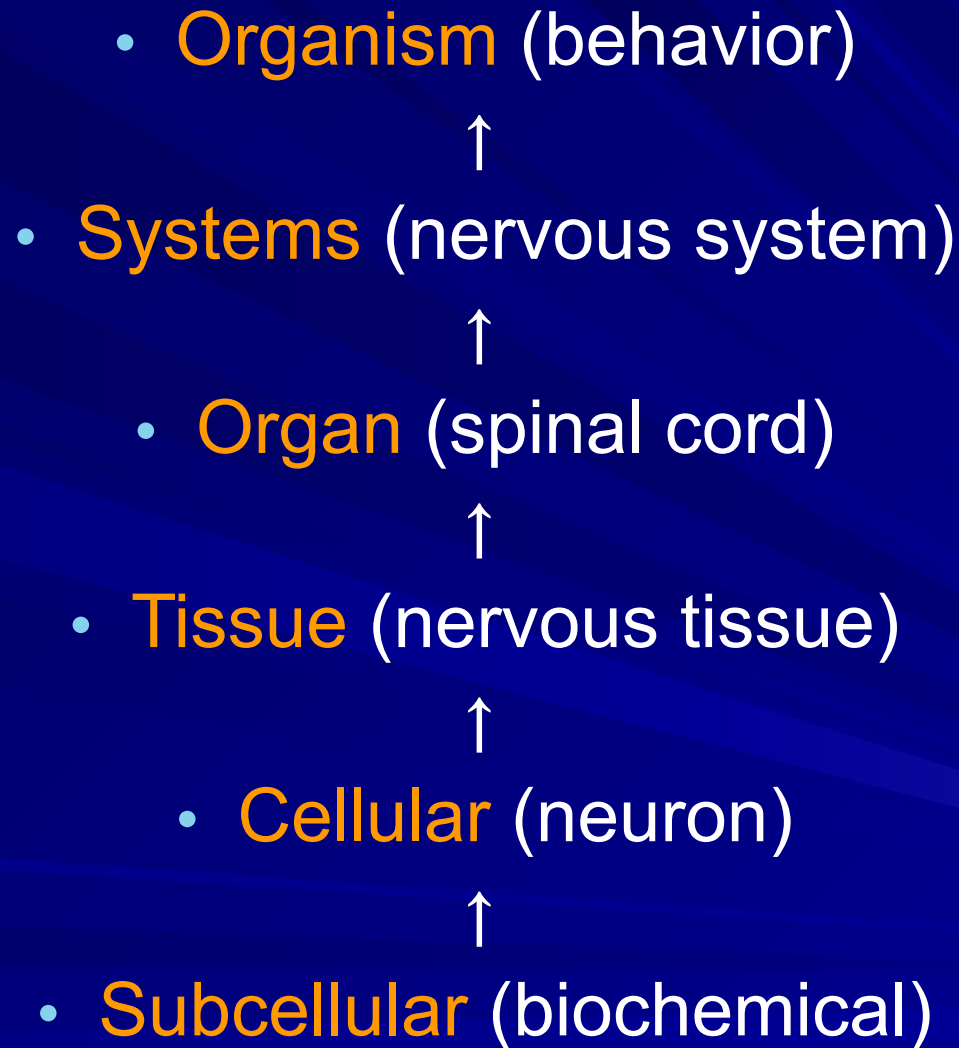 • Organism (behavior)
↑
• Systems (nervous system)
↑
• Organ (spinal cord)
↑
• Tissue (nervous tissue)
↑
• Cellular (neuron)
↑
• Subcellular (biochemical)